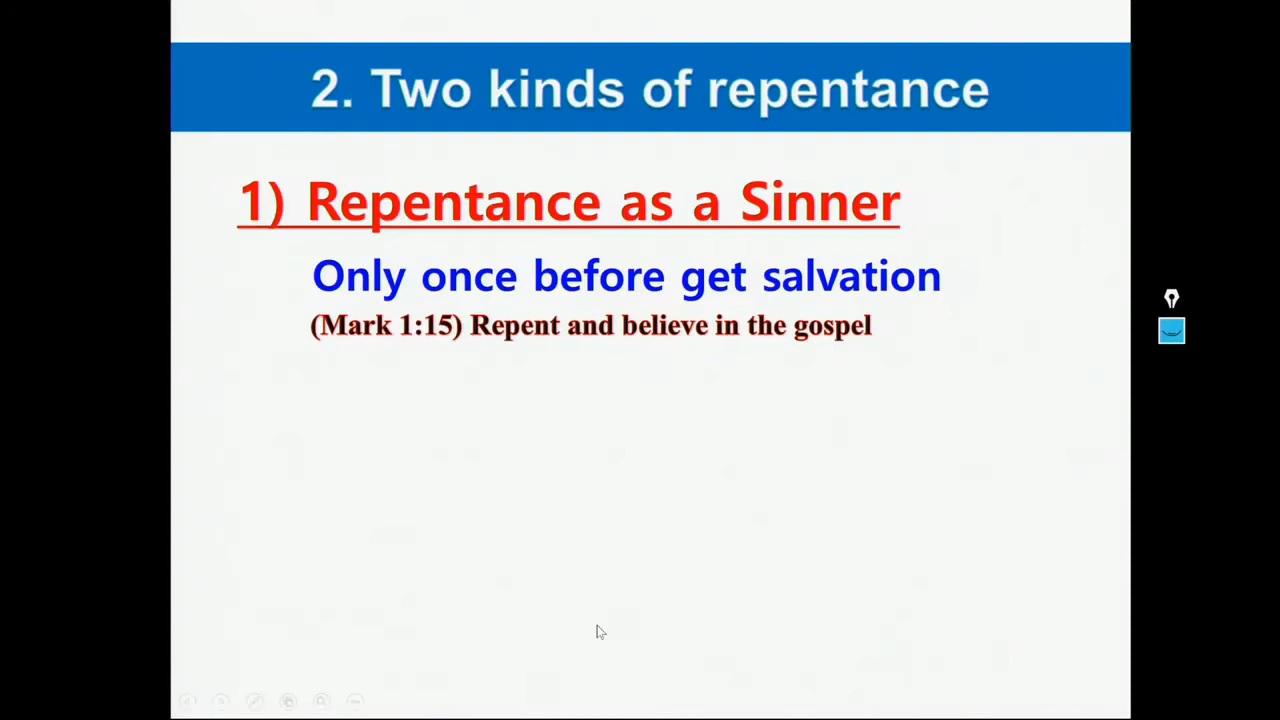 2. Two kinds of repentance
1) Repentance as a Sinner
Only once before get salvation
(Mark 1:15) Repent and believe in the gospel